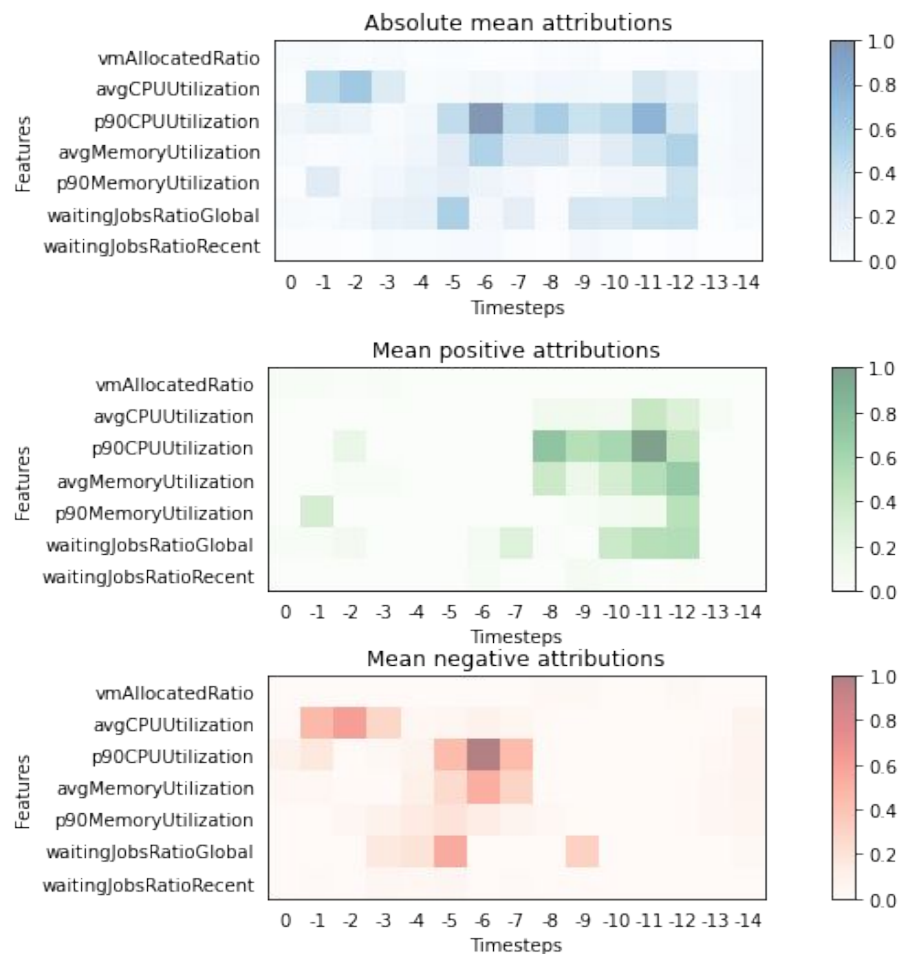 Absolute mean attributions
Features
vmAllocatedRatio
avgCPUUtilization
p90CPUUtilization
avgMemoryUtilization
p90MemoryUtilization
waitingJobsRatioGlobal
waitingJobsRatioRecent
0 -1 -2 -3 -4 -5 -6 -7 -8 -9 -10 -11 -12 -13 -14
Timesteps
1.0
0.8
0.6
0.4
0.2
0.0
Mean positive attributions
Features
vmAllocatedRatio
avgCPUUtilization
p90CPUUtilization
avgMemoryUtilization
p90MemoryUtilization
waitingJobsRatioGlobal
waitingJobsRatioRecent
0 -1 -2 -3 -4 -5 -6 -7 -8 -9 -10 -11 -12 -13 -14
Timesteps
1.0
0.8
0.6
0.4
0.2
0.0
Mean negative attributions
Features
vmAllocatedRatio
avgCPUUtilization
p90CPUUtilization
avgMemoryUtilization
p90MemoryUtilization
waitingJobsRatioGlobal
waitingJobsRatioRecent
0 -1 -2 -3 -4 -5 -6 -7 -8 -9 -10 -11 -12 -13 -14
Timesteps
1.0
0.8
0.6
0.4
0.2
0.0